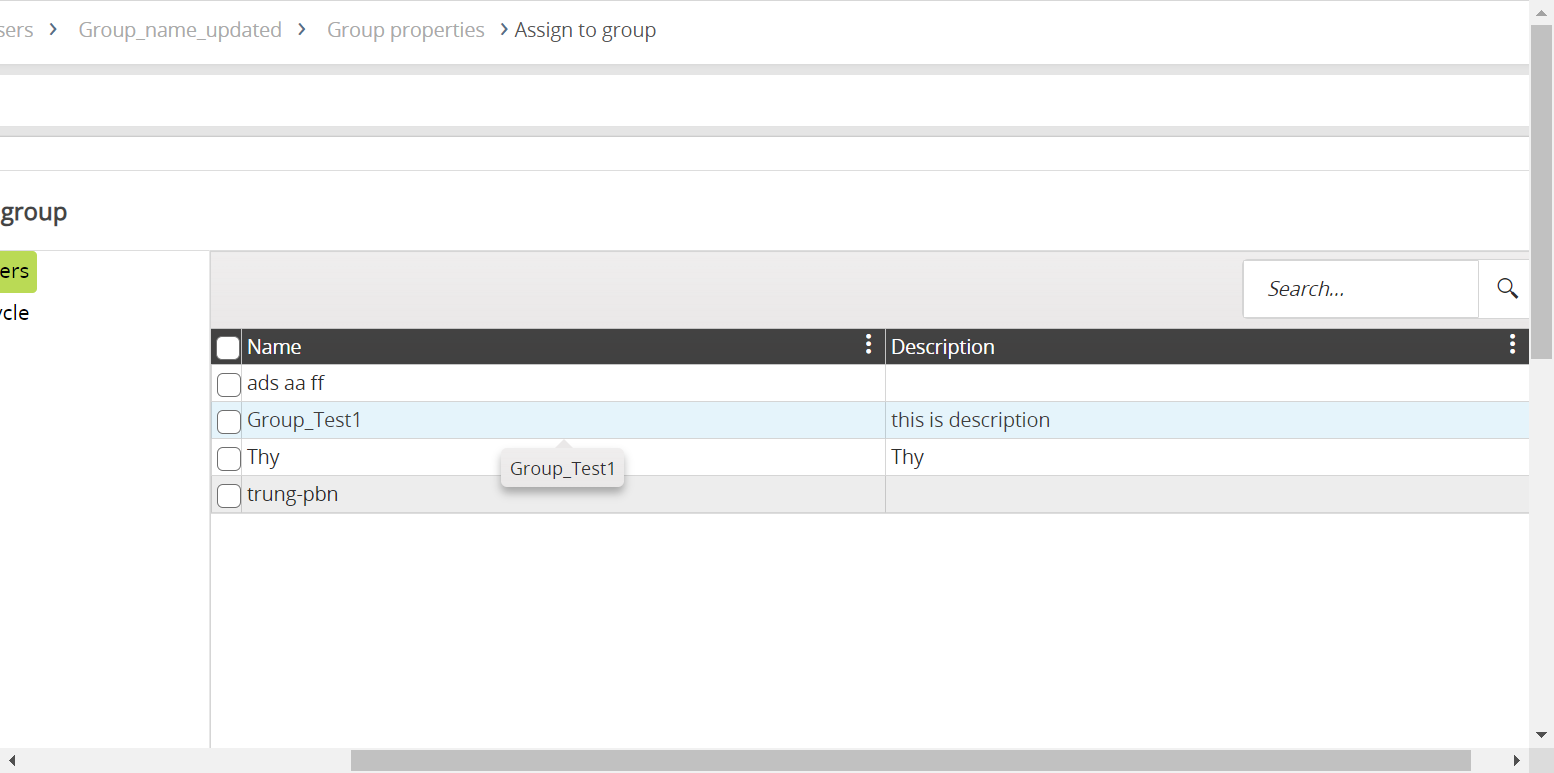 sers > Group_name_updated > Group properties > Assign to group
group
ers
cle
Search...
Name Description
ads aa ff
Group_Test1 this is description
Thy Thy
Group_Test1
trung-pbn